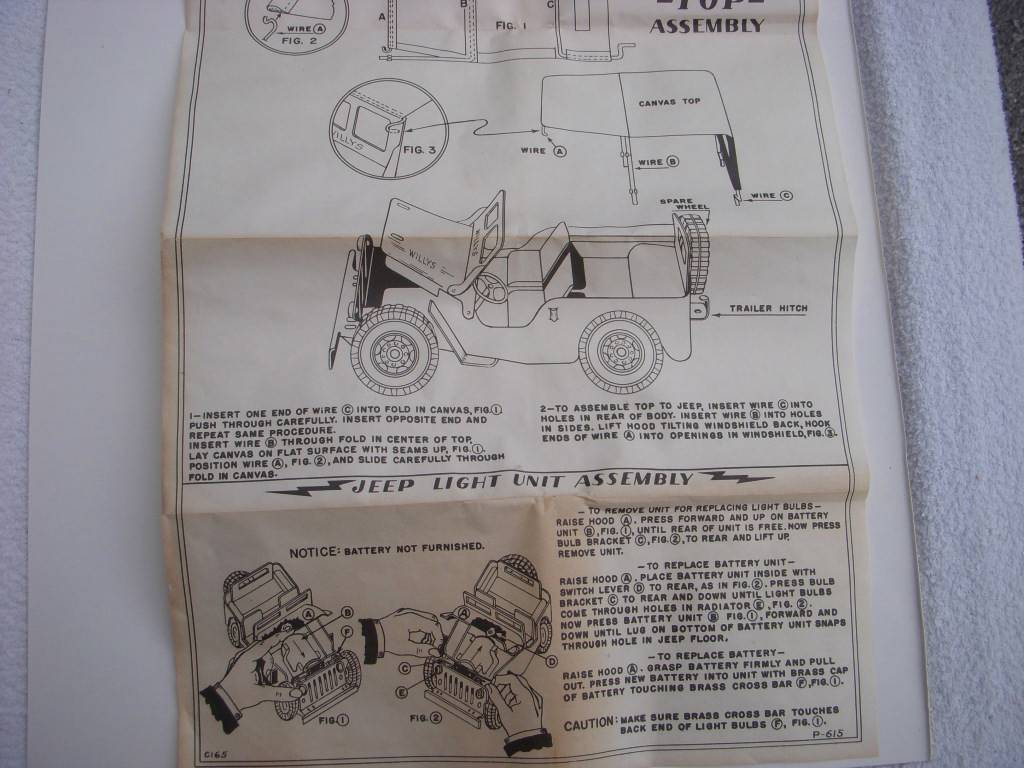 -TOP-
ASSEMBLY
A
B
C
FIG. 1
WIRE Ⓐ
FIG. 2
CANVAS TOP
WILLYS
FIG. 3
WIRE Ⓐ
WIRE Ⓑ
WIRE Ⓒ
SPARE
WHEEL
WILLYS
TRAILER HITCH
1-INSERT ONE END OF WIRE Ⓒ INTO FOLD IN CANVAS, FIG.①.
PUSH THROUGH CAREFULLY. INSERT OPPOSITE END AND
REPEAT SAME PROCEDURE.
INSERT WIRE Ⓑ THROUGH FOLD IN CENTER OF TOP.
LAY CANVAS ON FLAT SURFACE WITH SEAMS UP, FIG.①.
POSITION WIRE Ⓐ, FIG.②, AND SLIDE CAREFULLY THROUGH
FOLD IN CANVAS.
2-TO ASSEMBLE TOP TO JEEP, INSERT WIRE Ⓒ INTO
HOLES IN REAR OF BODY. INSERT WIRE Ⓑ INTO HOLES
IN SIDES. LIFT HOOD TILTING WINDSHIELD BACK, HOOK
ENDS OF WIRE Ⓐ INTO OPENINGS IN WINDSHIELD, FIG.③.
JEEP LIGHT UNIT ASSEMBLY
NOTICE: BATTERY NOT FURNISHED.
A
B
F
FIG.①
A
C
D
E
FIG.②
- TO REMOVE UNIT FOR REPLACING LIGHT BULBS -
RAISE HOOD Ⓐ. PRESS FORWARD AND UP ON BATTERY
UNIT Ⓑ, FIG.①, UNTIL REAR OF UNIT IS FREE. NOW PRESS
BULB BRACKET Ⓒ, FIG.②, TO REAR AND LIFT UP.
REMOVE UNIT.
- TO REPLACE BATTERY UNIT -
RAISE HOOD Ⓐ. PLACE BATTERY UNIT INSIDE WITH
SWITCH LEVER Ⓓ TO REAR, AS IN FIG.②. PRESS BULB
BRACKET Ⓒ TO REAR AND DOWN UNTIL LIGHT BULBS
COME THROUGH HOLES IN RADIATOR Ⓔ, FIG.②.
NOW PRESS BATTERY UNIT Ⓑ FIG.①, FORWARD AND
DOWN UNTIL LUG ON BOTTOM OF BATTERY UNIT SNAPS
THROUGH HOLE IN JEEP FLOOR.
- TO REPLACE BATTERY -
RAISE HOOD Ⓐ. GRASP BATTERY FIRMLY AND PULL
OUT. PRESS NEW BATTERY INTO UNIT WITH BRASS CAP
OF BATTERY TOUCHING BRASS CROSS BAR Ⓕ, FIG.①.
CAUTION: MAKE SURE BRASS CROSS BAR TOUCHES
BACK END OF LIGHT BULBS Ⓕ, FIG.①.
C165
P-615